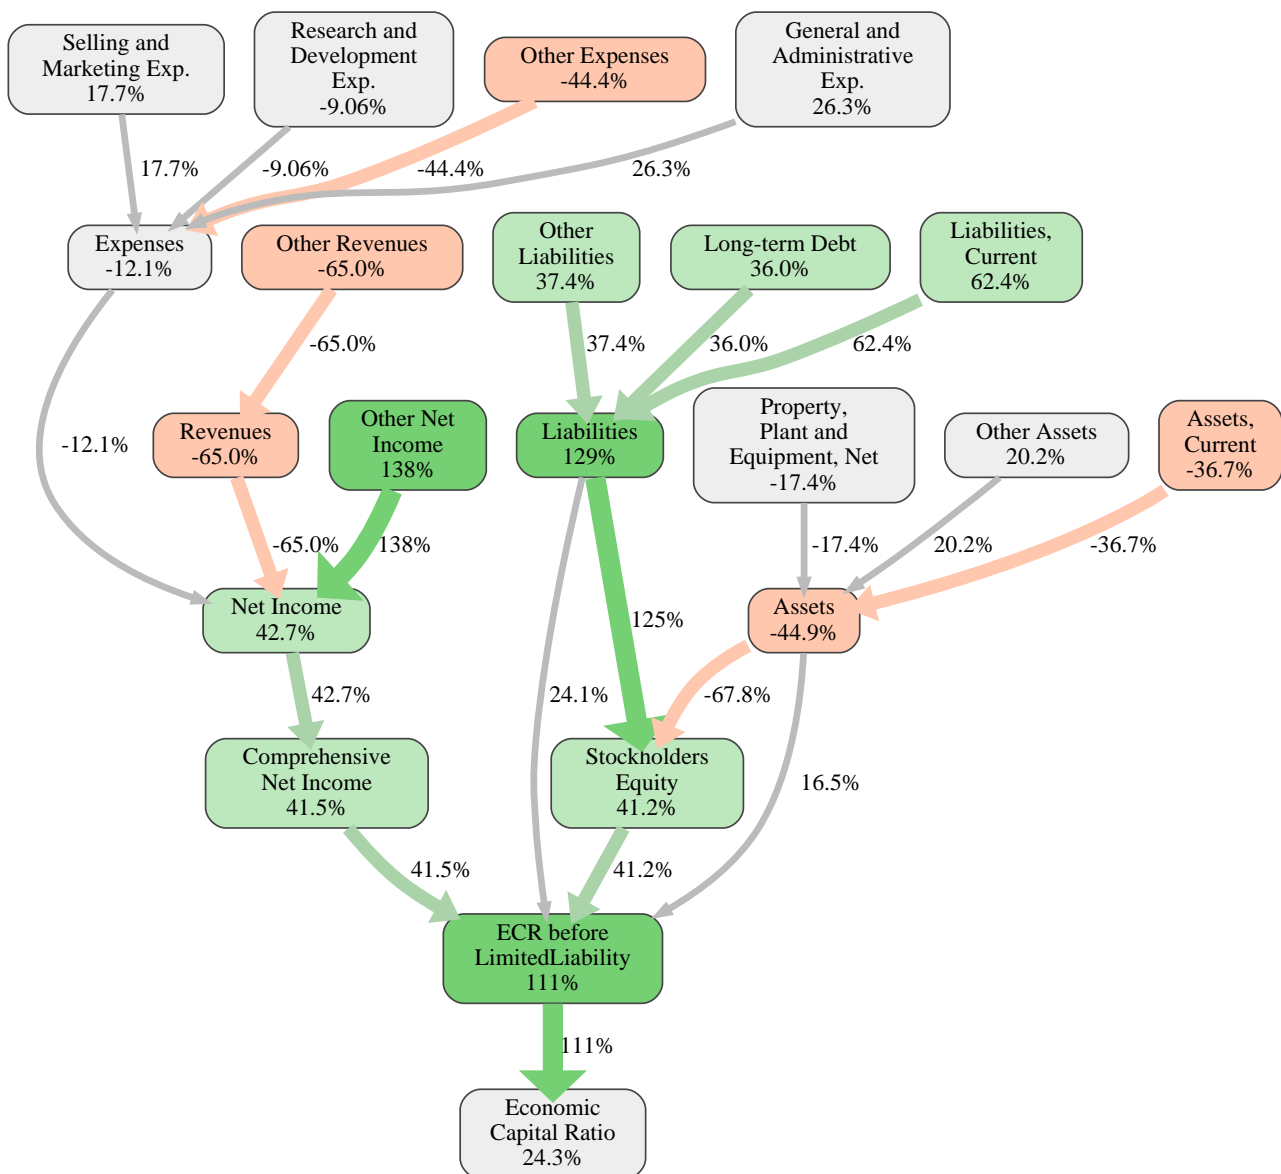 Selling and
Marketing Exp.
17.7%
Research and
Development
Exp.
-9.06%
Other Expenses
-44.4%
General and
Administrative
Exp.
26.3%
17.7%
-9.06%
-44.4%
26.3%
Expenses
-12.1%
Other Revenues
-65.0%
Other
Liabilities
37.4%
Long-term Debt
36.0%
Liabilities,
Current
62.4%
-65.0%
37.4%
36.0%
62.4%
-12.1%
Revenues
-65.0%
Other Net
Income
138%
Liabilities
129%
Property,
Plant and
Equipment, Net
-17.4%
Other Assets
20.2%
Assets,
Current
-36.7%
-65.0%
138%
-17.4%
20.2%
-36.7%
Net Income
42.7%
125%
Assets
-44.9%
42.7%
24.1%
-67.8%
Comprehensive
Net Income
41.5%
Stockholders
Equity
41.2%
16.5%
41.5%
41.2%
ECR before
LimitedLiability
111%
111%
Economic
Capital Ratio
24.3%